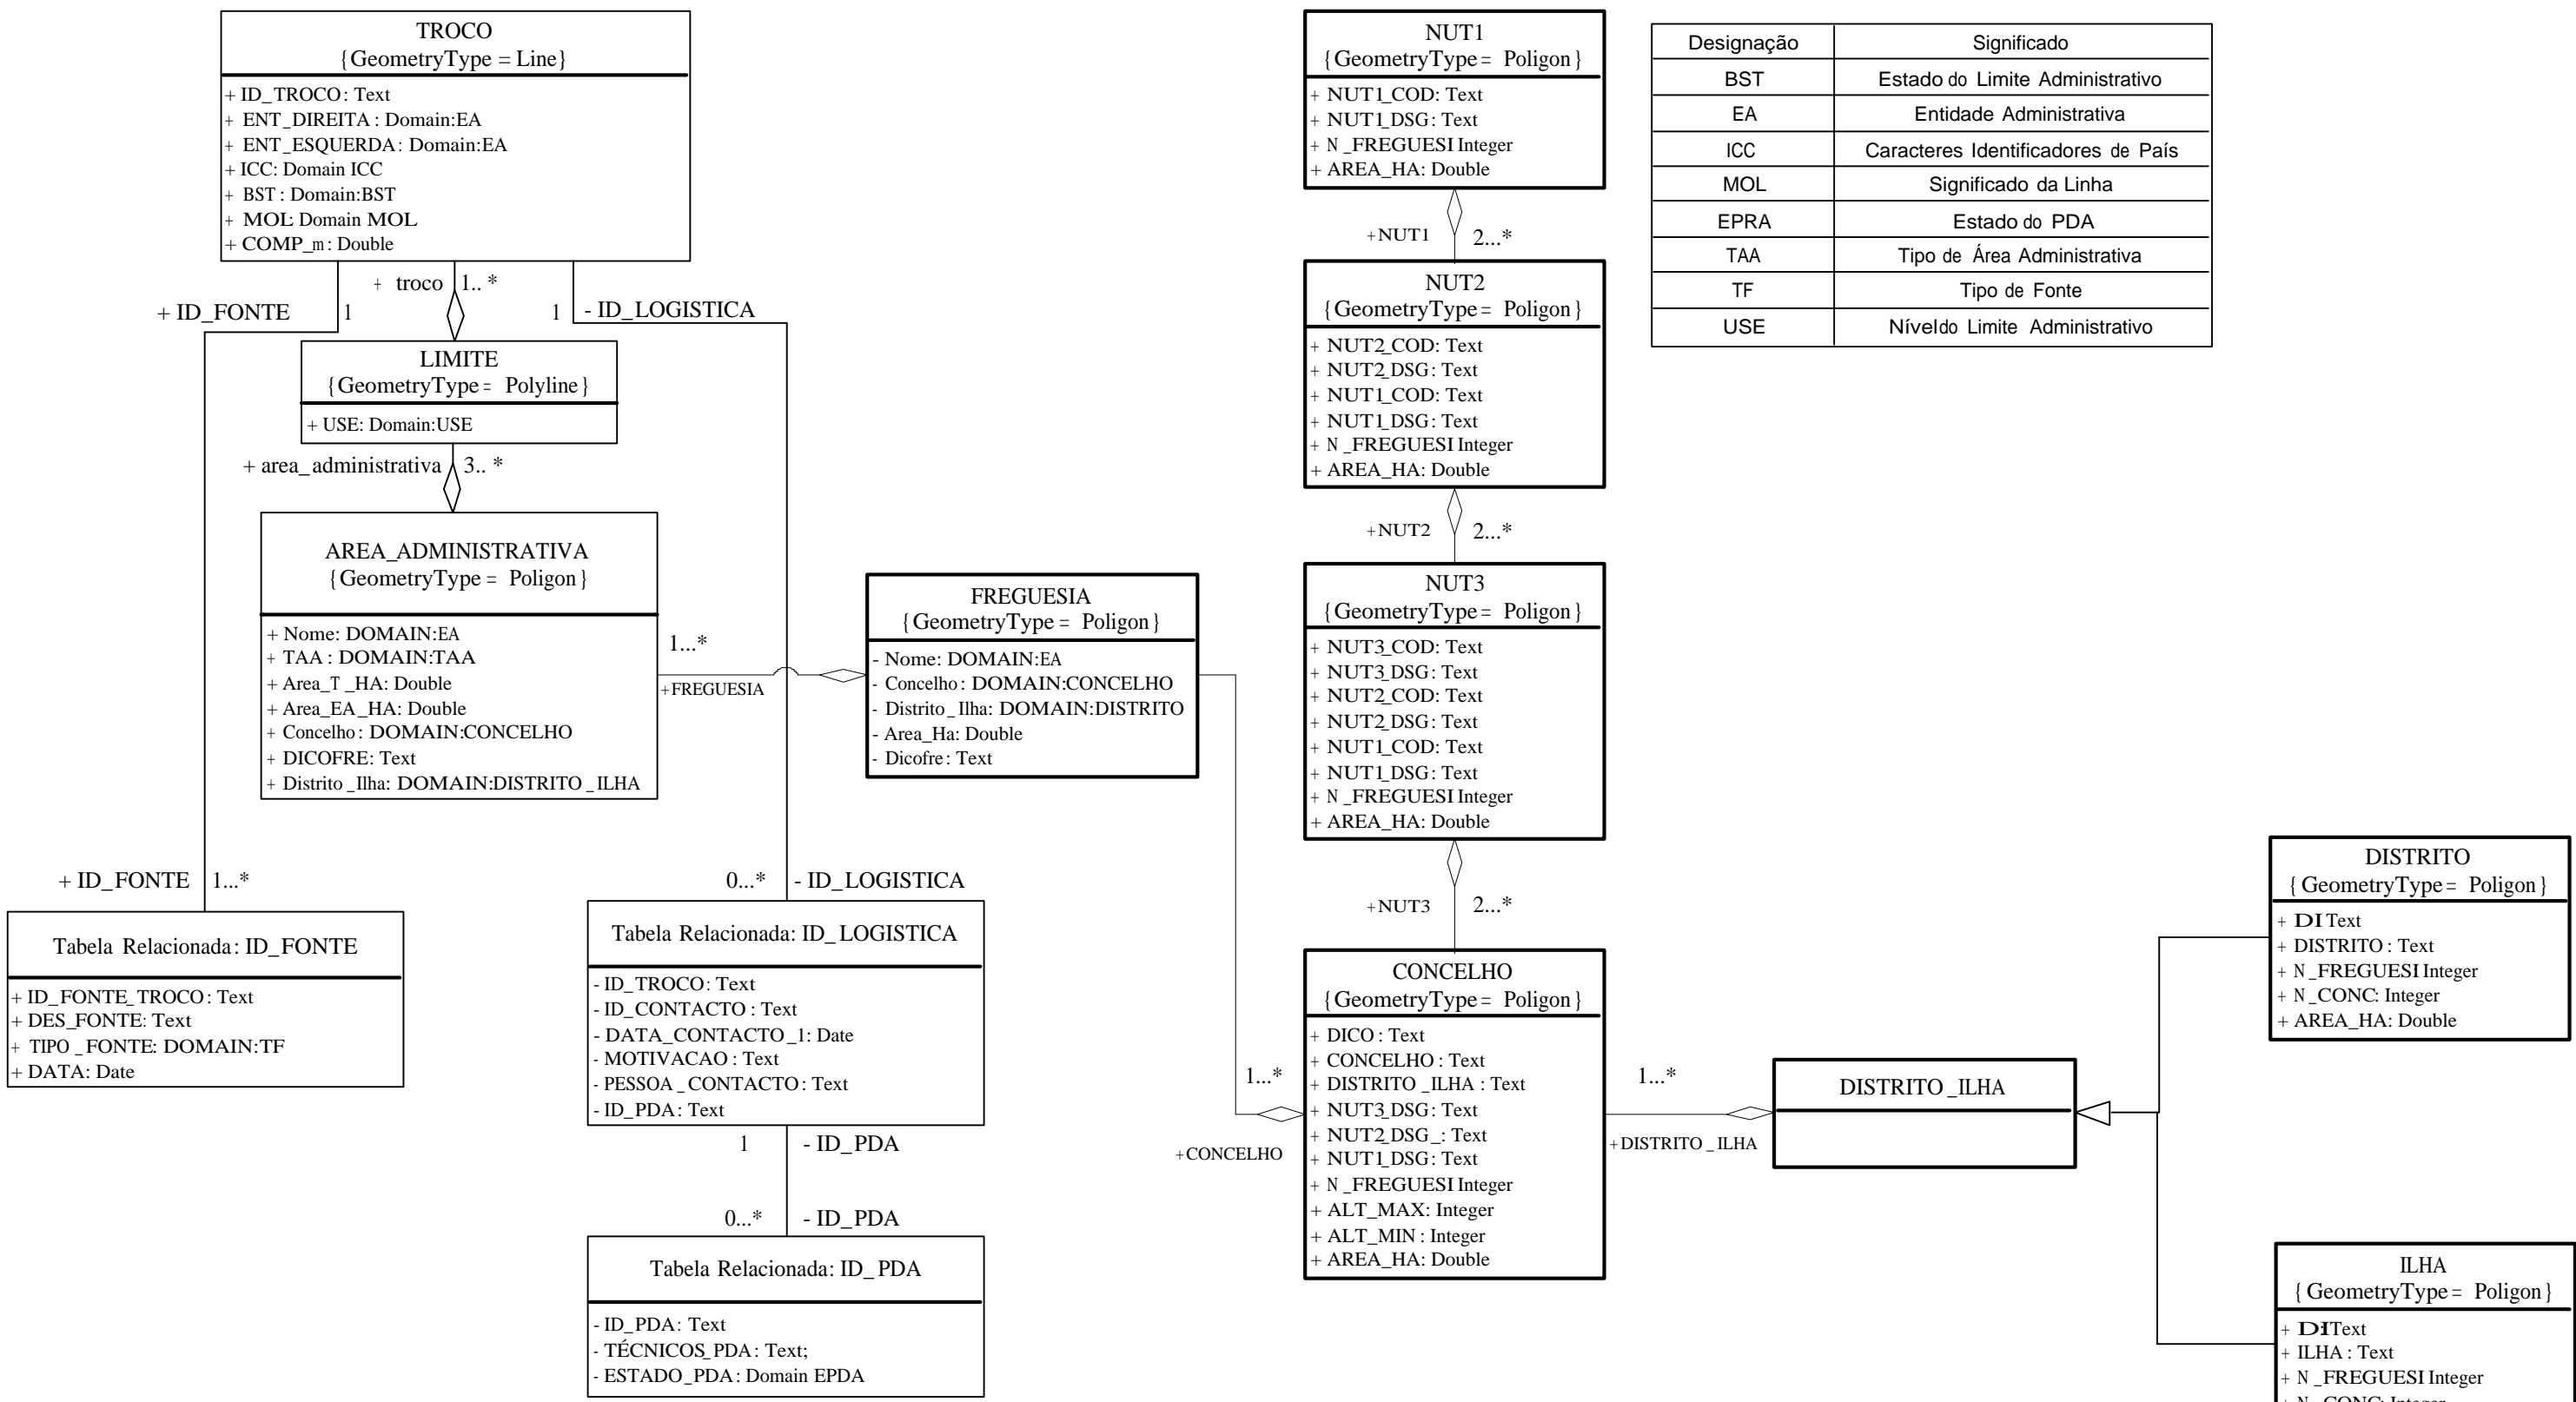 TROCO
{GeometryType = Line}
+ ID_TROCO: Text
+ ENT_DIREITA : Domain:EA
+ ENT_ESQUERDA: Domain:EA
+ ICC: Domain ICC
+ BST : Domain:BST
+ MOL: Domain MOL
+ COMP_m: Double
+ ID_FONTE
1
+ troco
1.. *
1
- ID_LOGISTICA
LIMITE
{GeometryType = Polyline}
+ USE: Domain:USE
+ area_administrativa
3.. *
AREA_ADMINISTRATIVA
{GeometryType = Poligon}
+ Nome: DOMAIN:EA
+ TAA : DOMAIN:TAA
+ Area_T_HA: Double
+ Area_EA_HA: Double
+ Concelho: DOMAIN:CONCELHO
+ DICOFRE: Text
+ Distrito_Ilha: DOMAIN:DISTRITO_ILHA
1...*
+FREGUESIA
FREGUESIA
{GeometryType = Poligon}
- Nome: DOMAIN:EA
- Concelho : DOMAIN:CONCELHO
- Distrito_Ilha: DOMAIN:DISTRITO
- Area_Ha: Double
- Dicofre: Text
+ ID_FONTE
1...*
Tabela Relacionada: ID_FONTE
+ ID_FONTE_TROCO: Text
+ DES_FONTE: Text
+ TIPO_FONTE: DOMAIN:TF
+ DATA: Date
0...*
- ID_LOGISTICA
Tabela Relacionada: ID_LOGISTICA
- ID_TROCO: Text
- ID_CONTACTO : Text
- DATA_CONTACTO_1: Date
- MOTIVACAO : Text
- PESSOA_CONTACTO: Text
- ID_PDA: Text
1
- ID_PDA
0...*
- ID_PDA
Tabela Relacionada: ID_PDA
- ID_PDA: Text
- TÉCNICOS_PDA: Text;
- ESTADO_PDA: Domain EPDA
NUT1
{GeometryType = Poligon}
+ NUT1_COD: Text
+ NUT1_DSG: Text
+ N_FREGUESI Integer
+ AREA_HA: Double
+NUT1
2...*
NUT2
{GeometryType = Poligon}
+ NUT2_COD: Text
+ NUT2_DSG: Text
+ NUT1_COD: Text
+ NUT1_DSG: Text
+ N_FREGUESI Integer
+ AREA_HA: Double
+NUT2
2...*
NUT3
{GeometryType = Poligon}
+ NUT3_COD: Text
+ NUT3_DSG: Text
+ NUT2_COD: Text
+ NUT2_DSG: Text
+ NUT1_COD: Text
+ NUT1_DSG: Text
+ N_FREGUESI Integer
+ AREA_HA: Double
+NUT3
2...*
CONCELHO
{GeometryType = Poligon}
+ DICO : Text
+ CONCELHO : Text
+ DISTRITO_ILHA : Text
+ NUT3_DSG: Text
+ NUT2_DSG_: Text
+ NUT1_DSG: Text
+ N_FREGUESI Integer
+ ALT_MAX: Integer
+ ALT_MIN : Integer
+ AREA_HA: Double
1...*
+CONCELHO
1...*
+DISTRITO_ILHA
DISTRITO_ILHA
Designação Significado
BST Estado do Limite Administrativo
EA Entidade Administrativa
ICC Caracteres Identificadores de País
MOL Significado da Linha
EPRA Estado do PDA
TAA Tipo de Área Administrativa
TF Tipo de Fonte
USE Nível do Limite Administrativo
DISTRITO
{GeometryType = Poligon}
+ DI Text
+ DISTRITO : Text
+ N_FREGUESI Integer
+ N_CONC: Integer
+ AREA_HA: Double
ILHA
{GeometryType = Poligon}
+ DI:Text
+ ILHA : Text
+ N_FREGUESI Integer
+ N_CONC: Integer